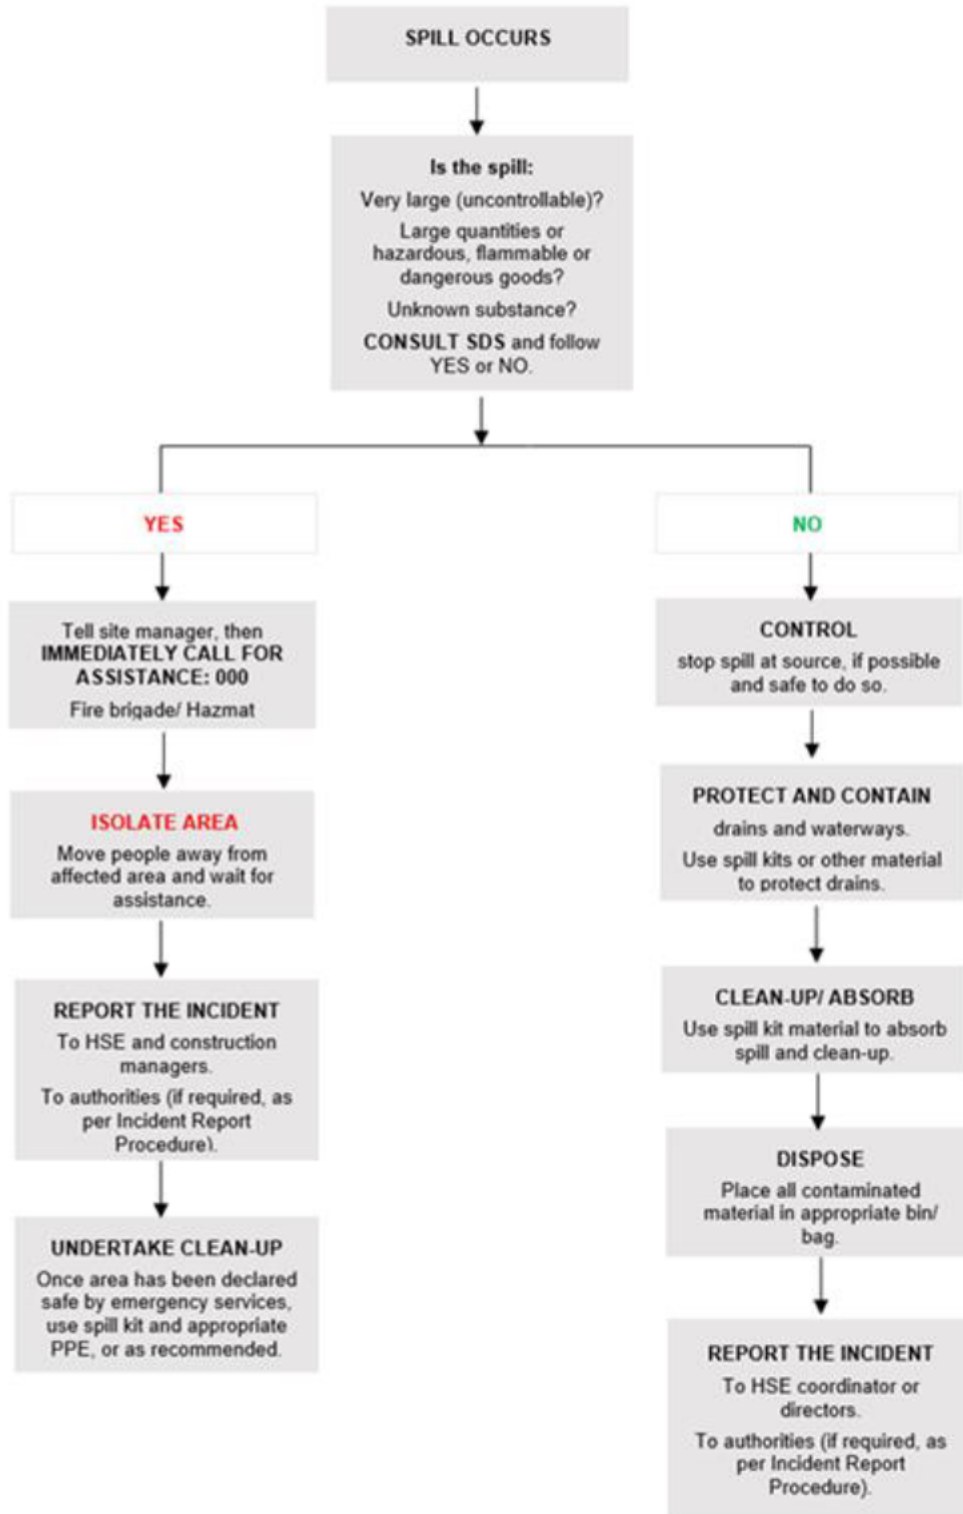 SPILL OCCURS
Is the spill:
Very large (uncontrollable)?
Large quantities or
hazardous, flammable or
dangerous goods?
Unknown substance?
CONSULT SDS and follow
YES or NO.
YES
Tell site manager, then
IMMEDIATELY CALL FOR
ASSISTANCE: 000
Fire brigade/ Hazmat
ISOLATE AREA
Move people away from
affected area and wait for
assistance.
REPORT THE INCIDENT
To HSE and construction
managers.
To authorities (if required, as
per Incident Report
Procedure).
UNDERTAKE CLEAN-UP
Once area has been declared
safe by emergency services,
use spill kit and appropriate
PPE, or as recommended.
NO
CONTROL
stop spill at source, if possible
and safe to do so.
PROTECT AND CONTAIN
drains and waterways.
Use spill kits or other material
to protect drains.
CLEAN-UP/ ABSORB
Use spill kit material to absorb
spill and clean-up.
DISPOSE
Place all contaminated
material in appropriate bin/
bag.
REPORT THE INCIDENT
To HSE coordinator or
directors.
To authorities (if required, as
per Incident Report
Procedure).